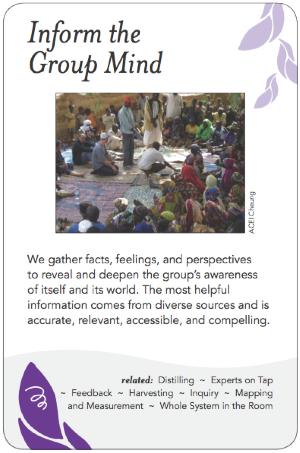 Inform the
Group Mind
ACEI.Cheung
We gather facts, feelings, and perspectives
to reveal and deepen the group's awareness
of itself and its world. The most helpful
information comes from diverse sources and is
accurate, relevant, accessible, and compelling.
related: Distilling ~ Experts on Tap
~ Feedback ~ Harvesting ~ Inquiry ~ Mapping
and Measurement ~ Whole System in the Room